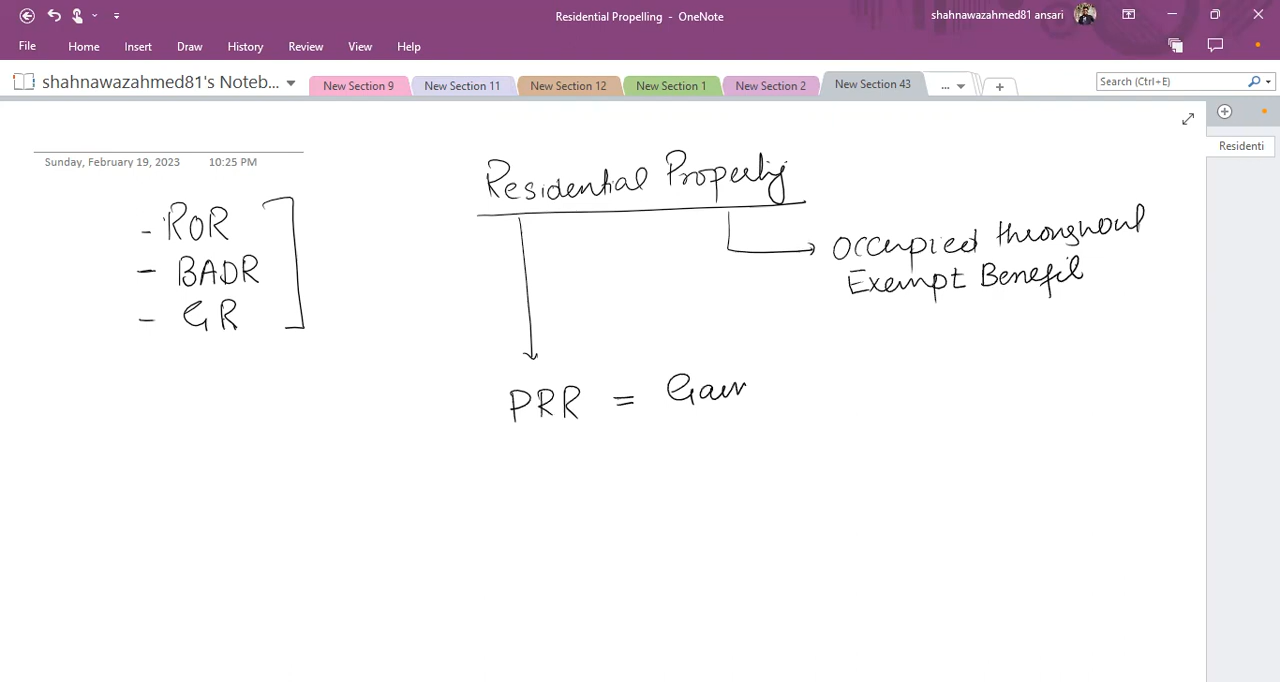 Residential Propelling - OneNote
shahnawazahmed81 ansari
File Home Insert Draw History Review View Help
shahnawazahmed81's Noteb...
New Section 9
New Section 11
New Section 12
New Section 1
New Section 2
New Section 43
...
Search (Ctrl+E)
Residenti
Sunday, February 19, 2023 10:25 PM
Residential Property
- ROR
- BADR
- GR
Occupied throughout
Exempt Benefit
PRR = Gain